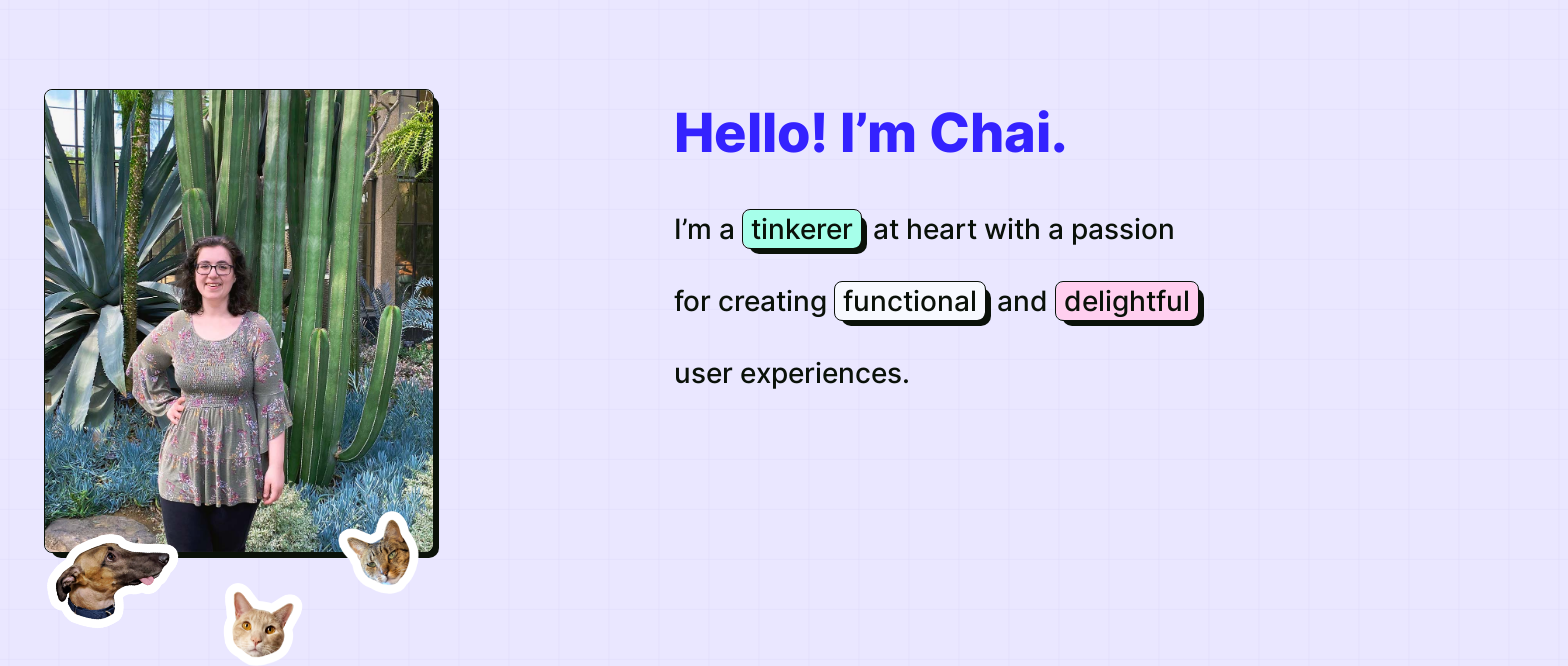 Hello! I’m Chai.
I’m a tinkerer at heart with a passion
for creating functional and delightful
user experiences.